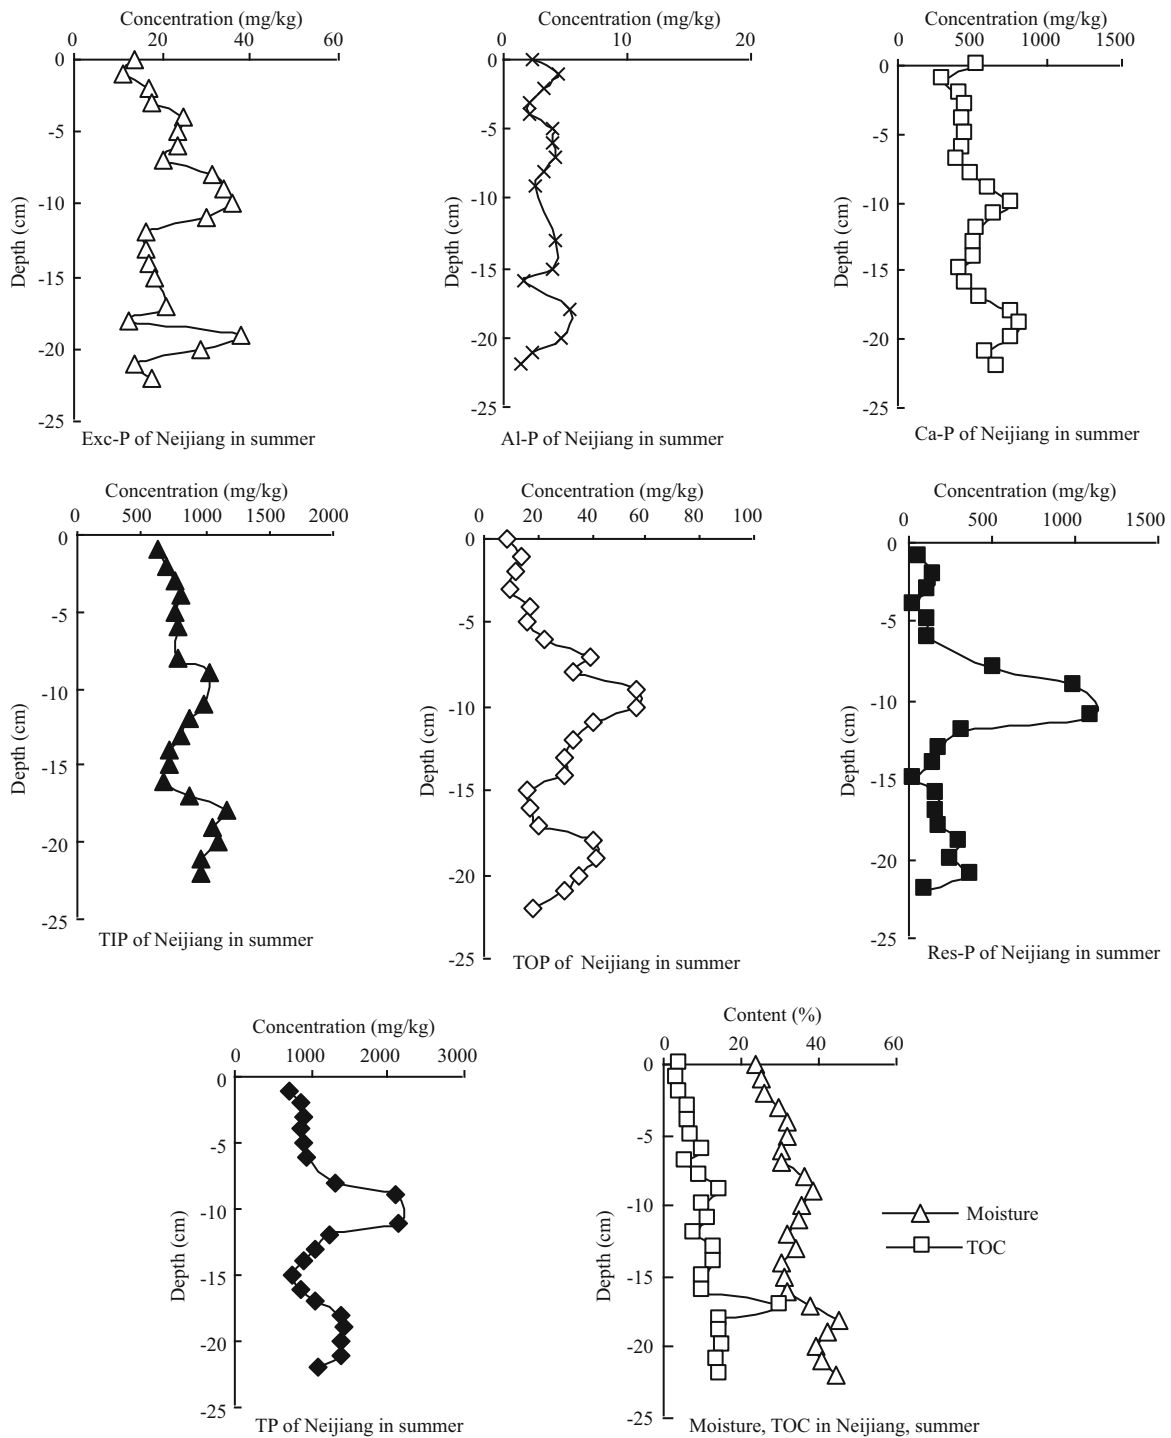 Concentration (mg/kg)
0 20 40 60
0
-5
-10
-15
-20
-25
Depth (cm)
Exc-P of Neijiang in summer
Concentration (mg/kg)
0 10 20
0
-5
-10
-15
-20
-25
Depth (cm)
Al-P of Neijiang in summer
Concentration (mg/kg)
0 500 1000 1500
0
-5
-10
-15
-20
-25
Depth (cm)
Ca-P of Neijiang in summer
Concentration (mg/kg)
0 500 1000 1500 2000
0
-5
-10
-15
-20
-25
Depth (cm)
TIP of Neijiang in summer
Concentration (mg/kg)
0 20 40 60 80 100
0
-5
-10
-15
-20
-25
Depth (cm)
TOP of Neijiang in summer
Concentration (mg/kg)
0 500 1000 1500
0
-5
-10
-15
-20
-25
Depth (cm)
Res-P of Neijiang in summer
Concentration (mg/kg)
0 1000 2000 3000
0
-5
-10
-15
-20
-25
Depth (cm)
TP of Neijiang in summer
Content (%)
0 20 40 60
0
-5
-10
-15
-20
-25
Depth (cm)
Moisture
TOC
Moisture, TOC in Neijiang, summer